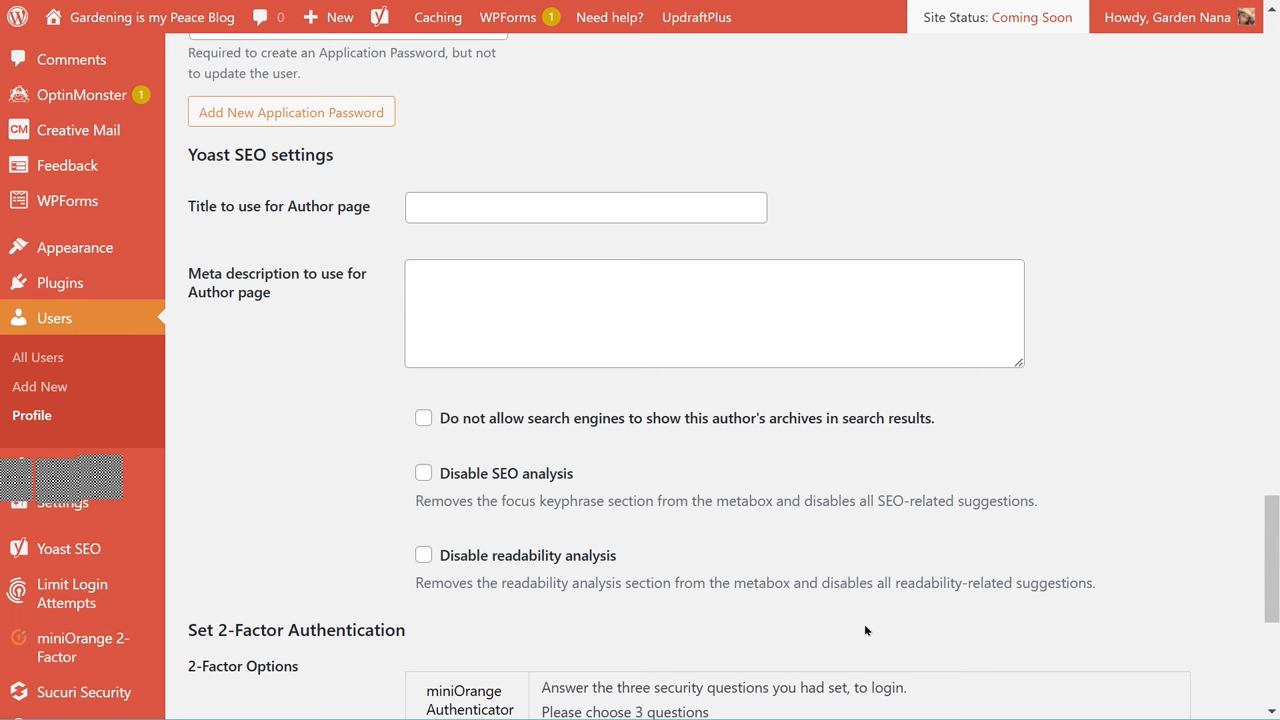 Gardening is my Peace Blog 0 New Caching WPForms 1 Need help? UpdraftPlus Site Status: Coming Soon Howdy, Garden Nana
Comments
OptinMonster 1
CM Creative Mail
Feedback
WPForms
Appearance
Plugins
Users
All Users
Add New
Profile
Settings
Yoast SEO
Limit Login
Attempts
miniOrange 2-
Factor
Sucuri Security
Required to create an Application Password, but not
to update the user.
Add New Application Password
Yoast SEO settings
Title to use for Author page
Meta description to use for
Author page
Do not allow search engines to show this author's archives in search results.
Disable SEO analysis
Removes the focus keyphrase section from the metabox and disables all SEO-related suggestions.
Disable readability analysis
Removes the readability analysis section from the metabox and disables all readability-related suggestions.
Set 2-Factor Authentication
2-Factor Options
miniOrange
Authenticator
Answer the three security questions you had set, to login.
Please choose 3 questions